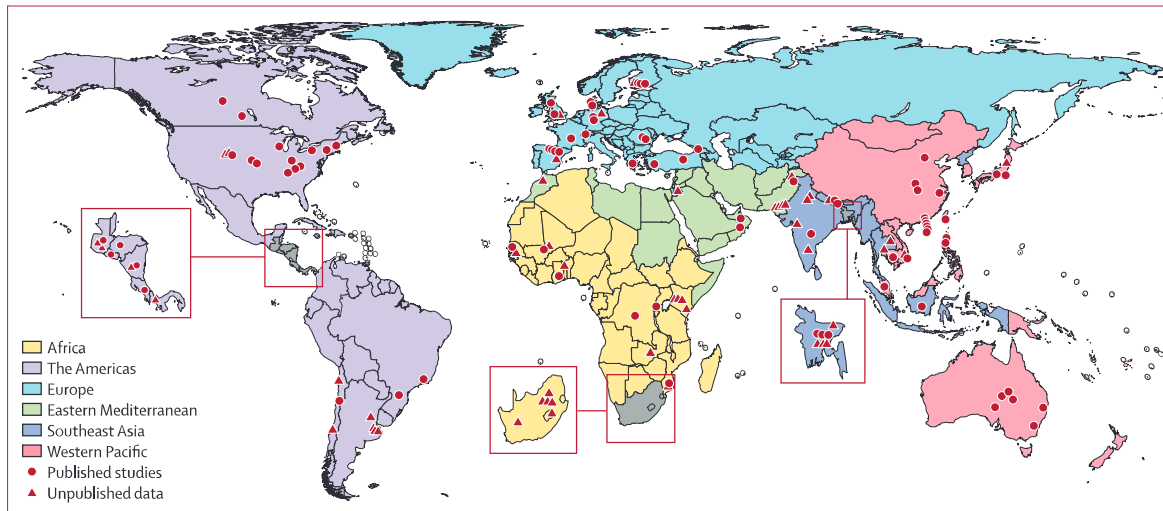 Africa
The Americas
Europe
Eastern Mediterranean
Southeast Asia
Western Pacific
Published studies
Unpublished data